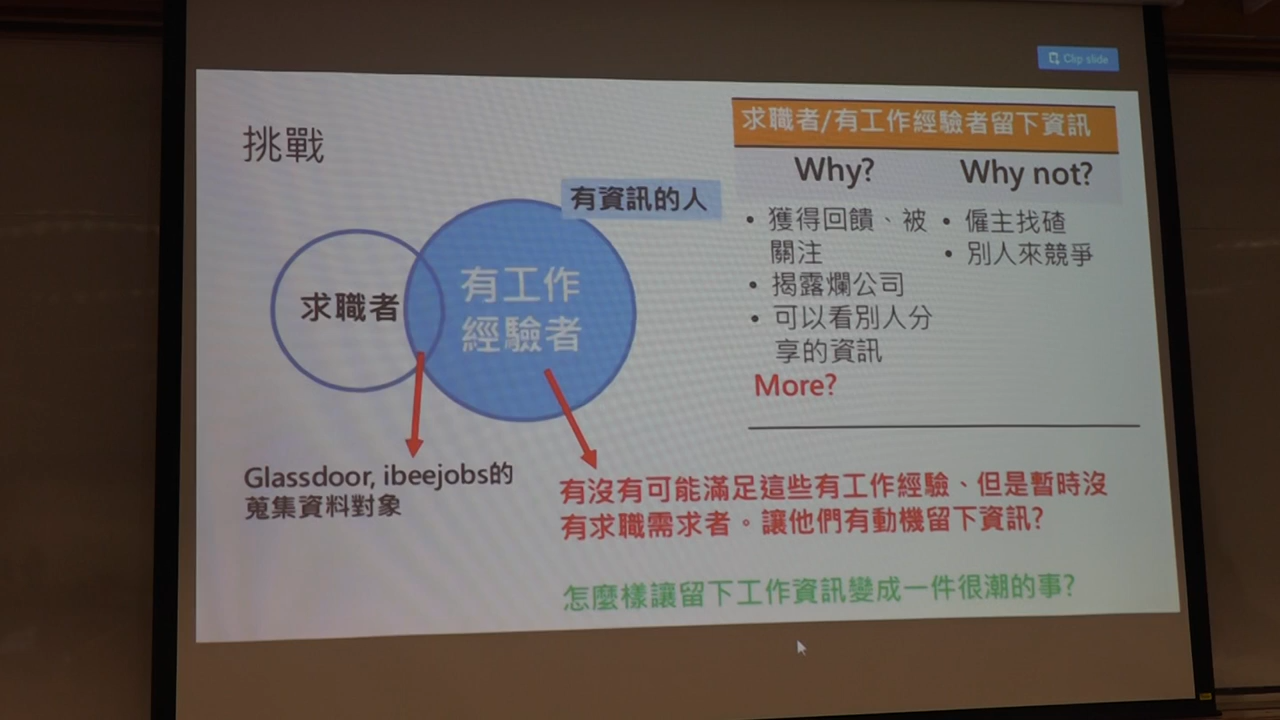 Clip slide
挑戰
有資訊的人
求職者
有工作
經驗者
Glassdoor, ibeejobs的
蒐集資料對象
求職者/有工作經驗者留下資訊
Why?
• 獲得回饋、被
關注
• 揭露爛公司
• 可以看別人分
享的資訊
More?
Why not?
• 僱主找碴
• 別人來競爭
有沒有可能滿足這些有工作經驗、但是暫時沒
有求職需求者。讓他們有動機留下資訊?
怎麼樣讓留下工作資訊變成一件很潮的事?